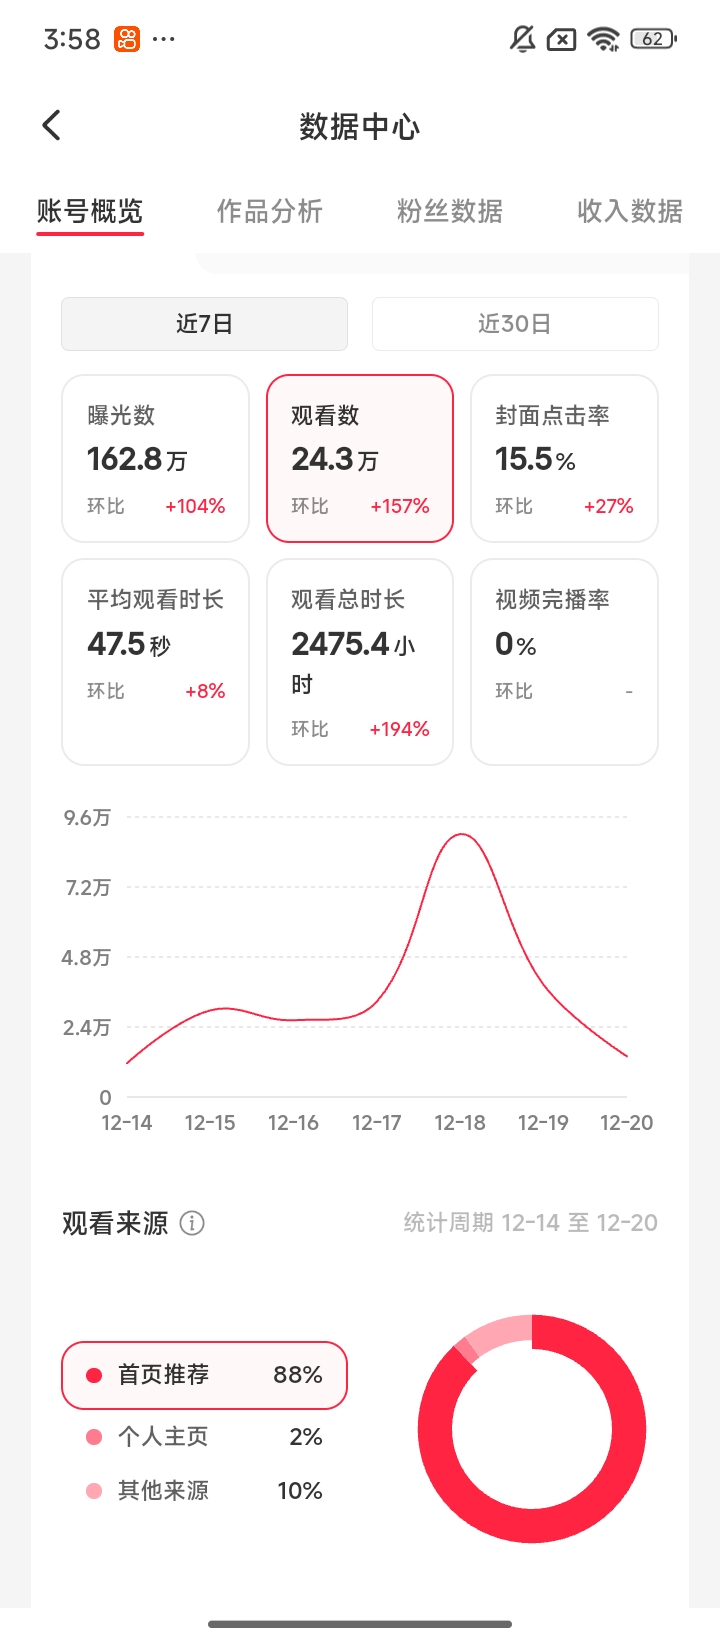 3:58 ... 62
数据中心
账号概览 作品分析 粉丝数据 收入数据
近7日 近30日
曝光数 观看数 封面点击率
162.8万 24.3万 15.5%
环比 +104% 环比 +157% 环比 +27%
平均观看时长 观看总时长 视频完播率
47.5秒 2475.4小 0%
时
环比 +8% 环比 -
环比 +194%
9.6万
7.2万
4.8万
2.4万
0
12-14 12-15 12-16 12-17 12-18 12-19 12-20
观看来源 统计周期 12-14 至 12-20
首页推荐 88%
个人主页 2%
其他来源 10%